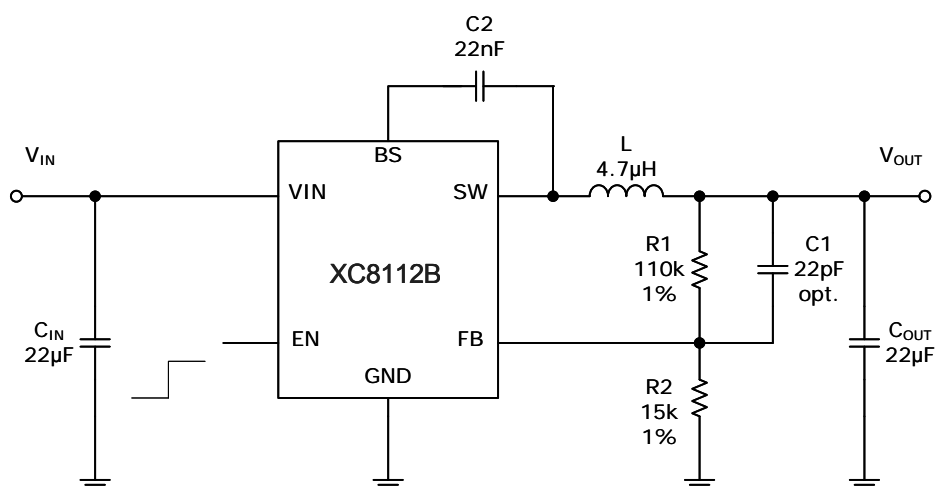 C2
22nF
VIN
BS
L
4.7µH
VOUT
VIN
SW
R1
110k
1%
C1
22pF
opt.
XC8112B
CIN
22µF
EN
FB
COUT
22µF
GND
R2
15k
1%